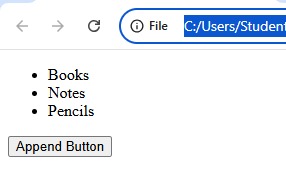 File C:/Users/Student
Books
Notes
Pencils
Append Button